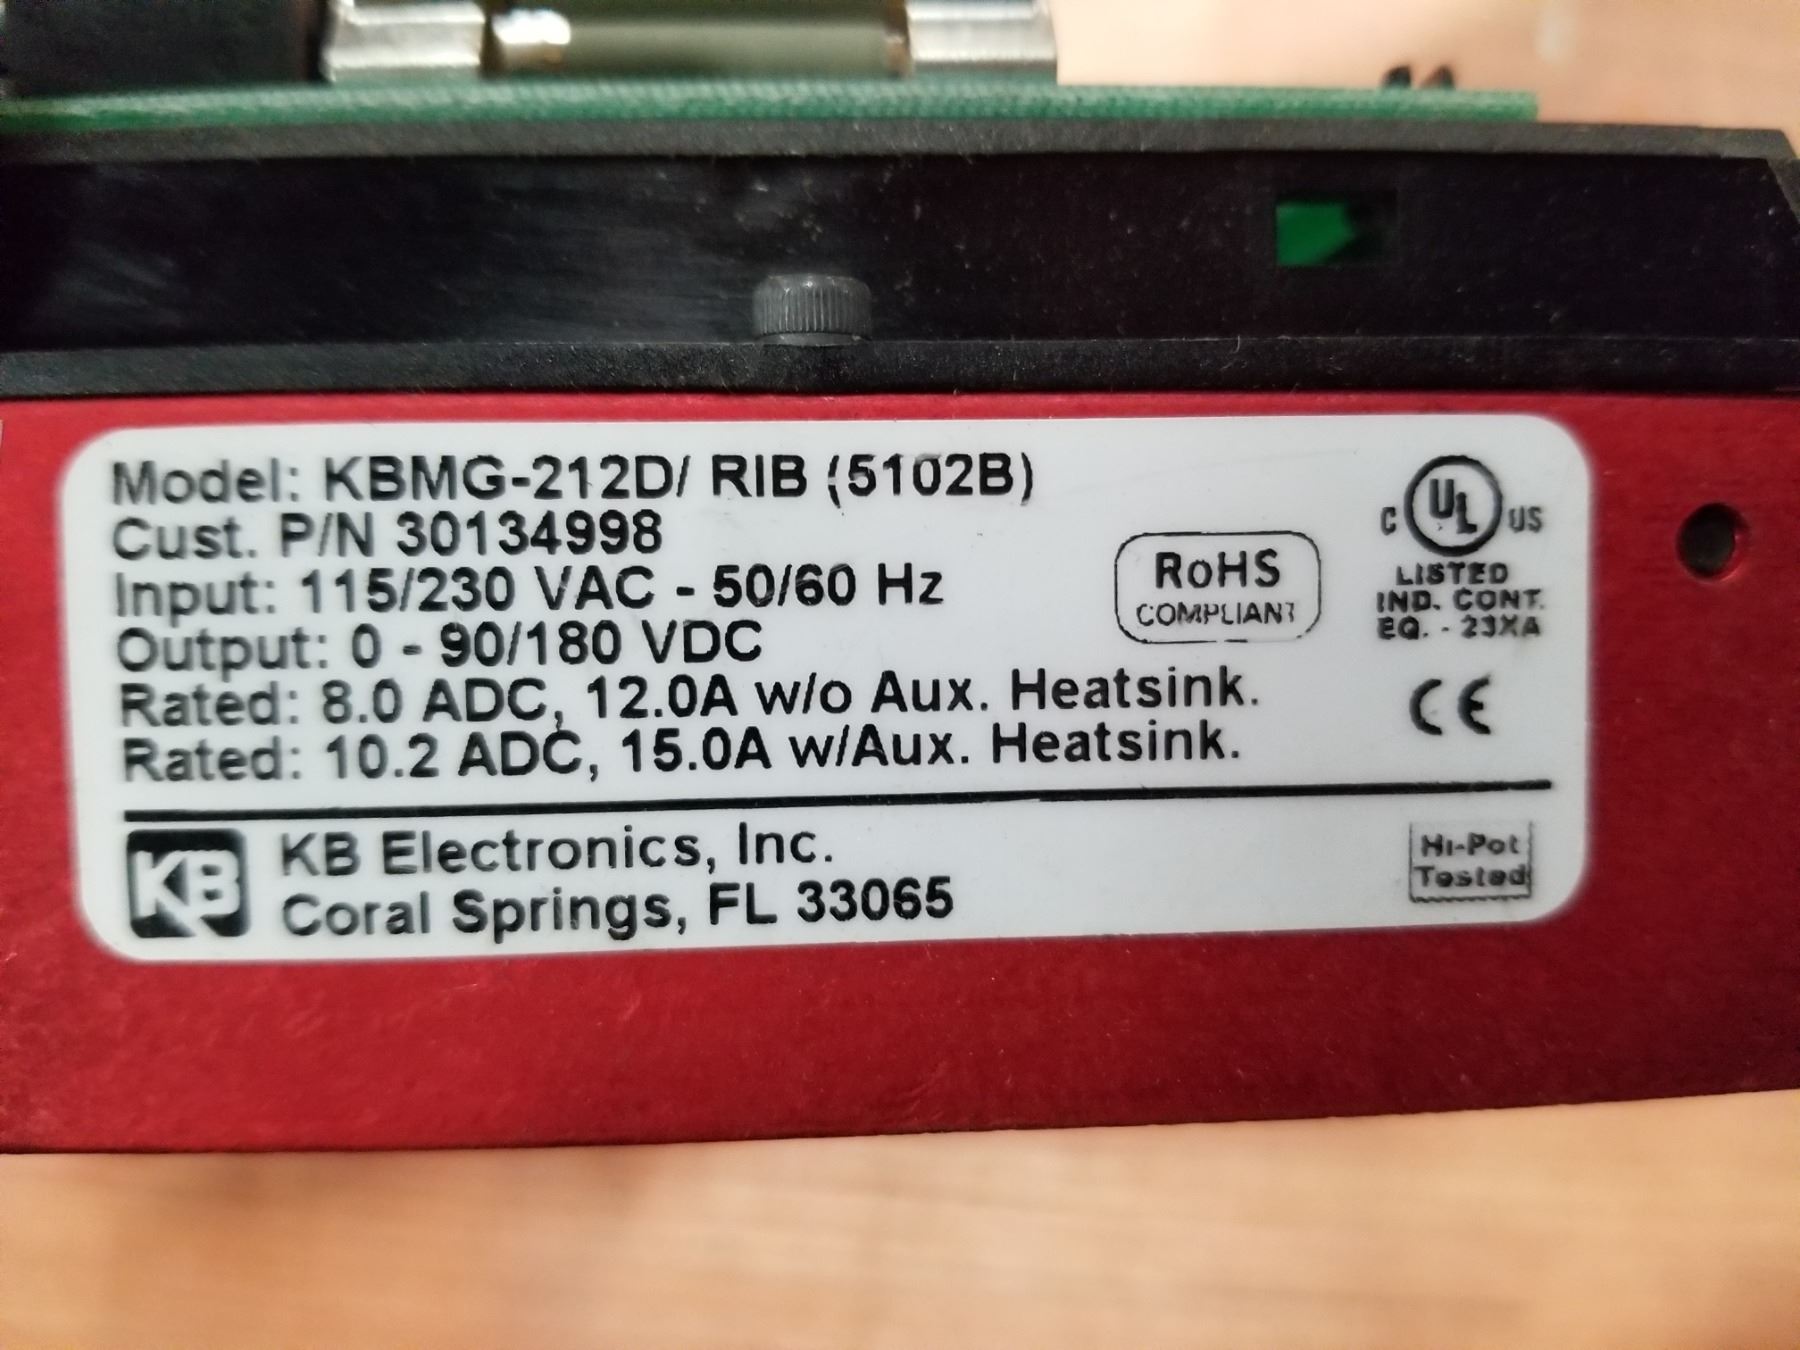 Model: KBMG-212D/ RIB (5102B)
Cust. P/N 30134998
Input: 115/230 VAC - 50/60 Hz
Output: 0 - 90/180 VDC
Rated: 8.0 ADC, 12.0A w/o Aux. Heatsink.
Rated: 10.2 ADC, 15.0A w/Aux. Heatsink.
RoHS
COMPLIANT
C UL US
LISTED
IND. CONT.
EQ. - 23XA
CE
KB
KB Electronics, Inc.
Coral Springs, FL 33065
Hi-Pot
Tested